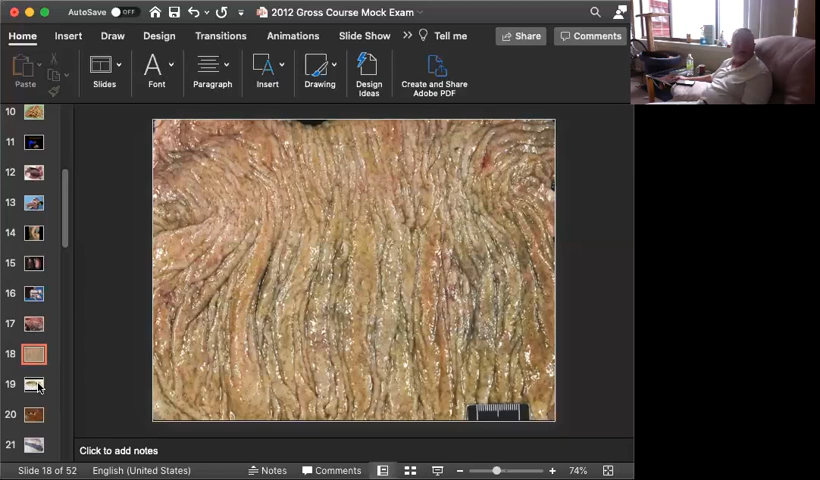 AutoSave OFF 2012 Gross Course Mock Exam
Home Insert Draw Design Transitions Animations Slide Show Tell me Share Comments
Paste Slides Font Paragraph Insert Drawing Design Ideas Create and Share Adobe PDF
10
11
12
13
14
15
16
17
18
19
20
21
Click to add notes
Slide 18 of 52 English (United States) Notes Comments 74%